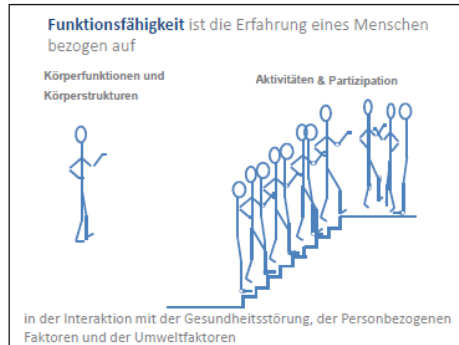 Funktionsfähigkeit ist die Erfahrung eines Menschen
bezogen auf
Körperfunktionen und
Körperstrukturen
Aktivitäten & Partizipation
in der Interaktion mit der Gesundheitsstörung, der Personbezogenen
Faktoren und der Umweltfaktoren